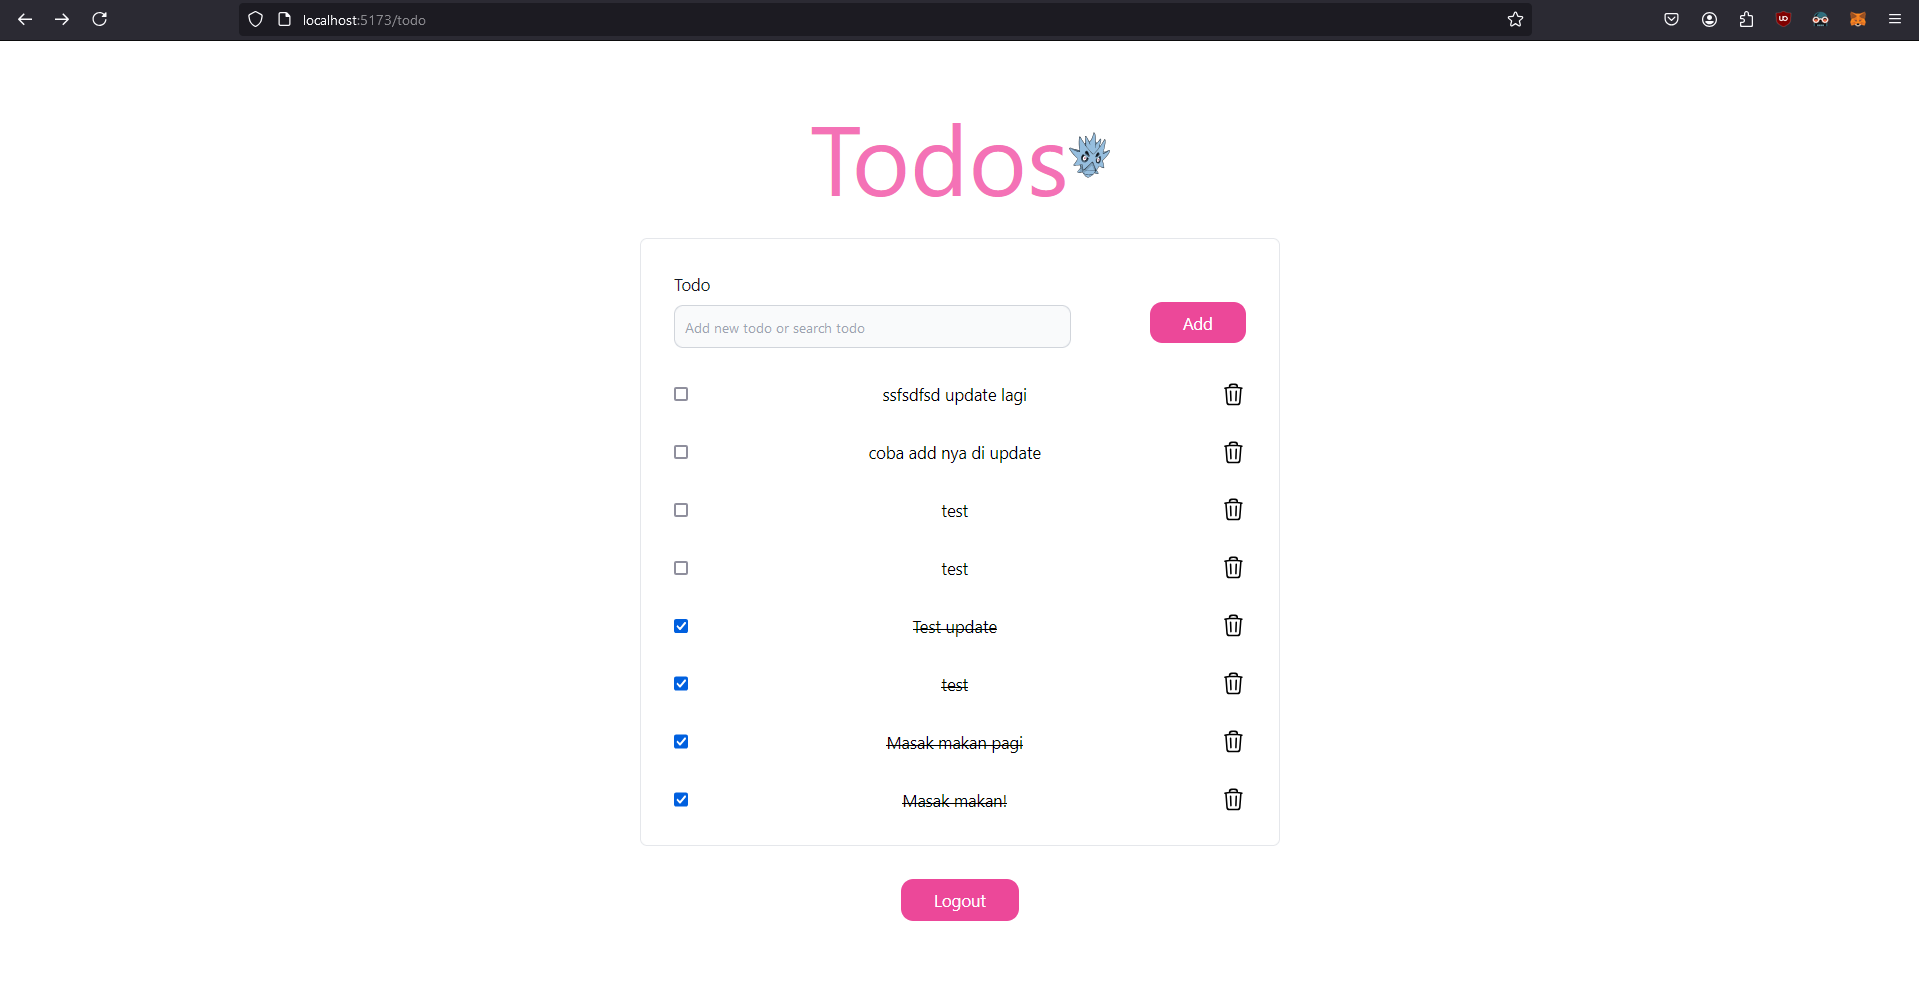 localhost:5173/todo
Todos
Todo
Add new todo or search todo
Add
ssfsdfsd update lagi
coba add nya di update
test
test
Test update
test
Masak makan pagi
Masak makan!
Logout